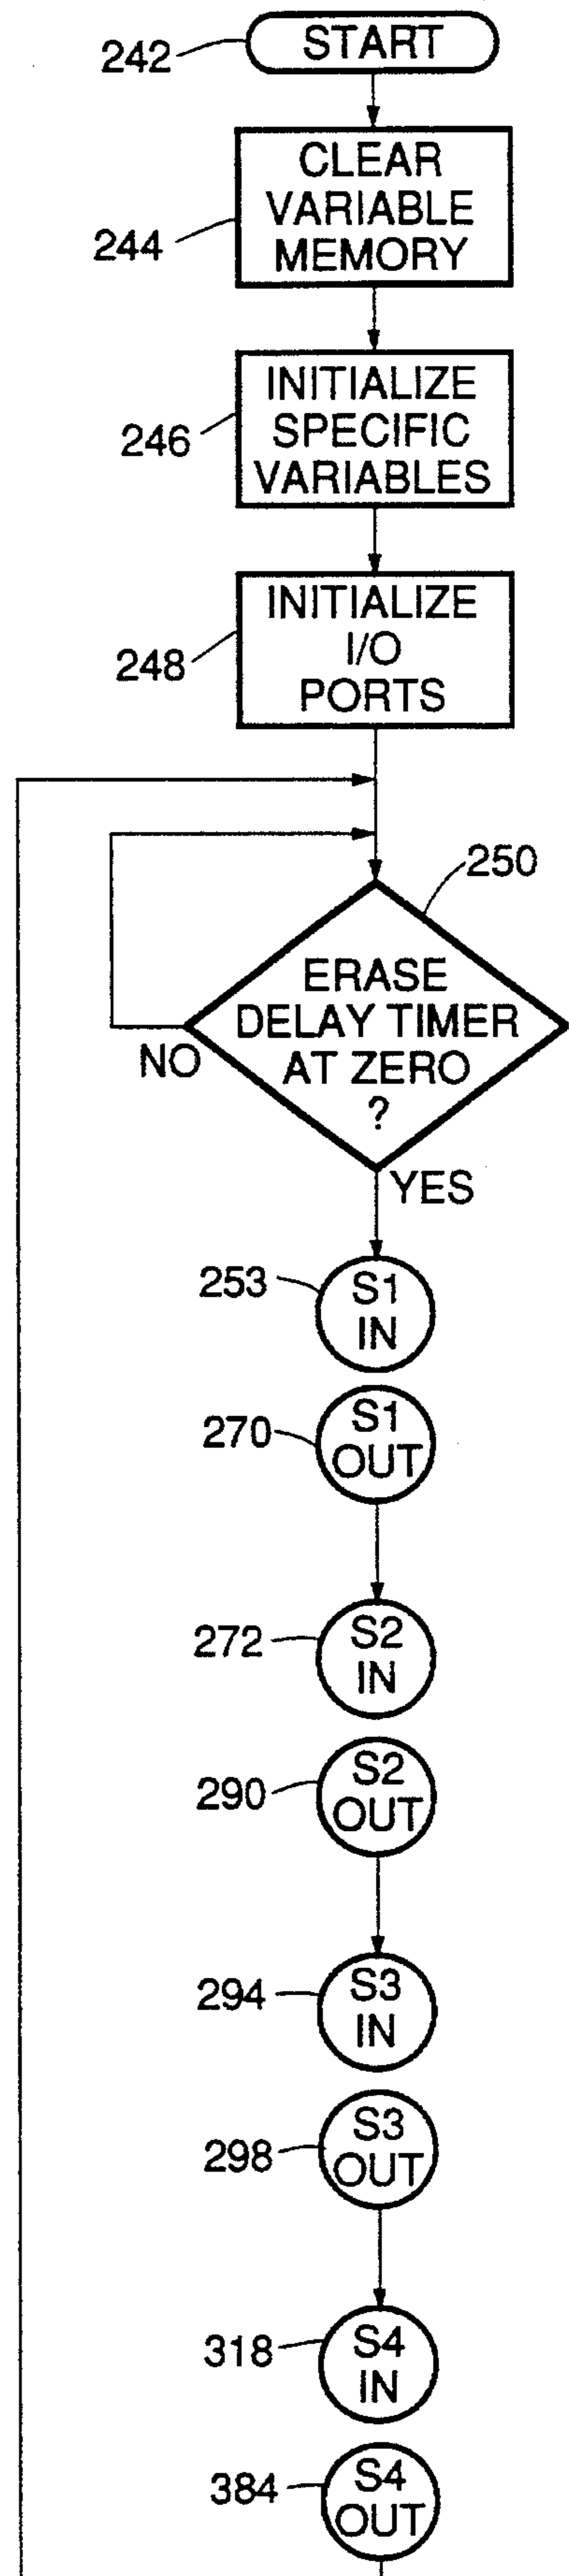 242
START
244
CLEAR
VARIABLE
MEMORY
246
INITIALIZE
SPECIFIC
VARIABLES
248
INITIALIZE
I/O
PORTS
250
ERASE
DELAY TIMER
AT ZERO
?
NO
YES
253
S1
IN
270
S1
OUT
272
S2
IN
290
S2
OUT
294
S3
IN
298
S3
OUT
318
S4
IN
384
S4
OUT